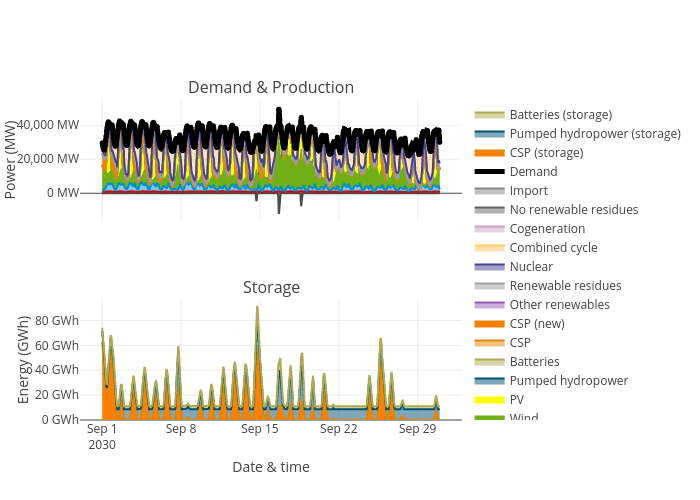 Demand & Production
Power (MW)
40,000 MW
20,000 MW
0 MW
Storage
Energy (GWh)
80 GWh
60 GWh
40 GWh
20 GWh
0 GWh
Sep 1
2030
Sep 8
Sep 15
Sep 22
Sep 29
Date & time
Batteries (storage)
Pumped hydropower (storage)
CSP (storage)
Demand
Import
No renewable residues
Cogeneration
Combined cycle
Nuclear
Renewable residues
Other renewables
CSP (new)
CSP
Batteries
Pumped hydropower
PV
Wind